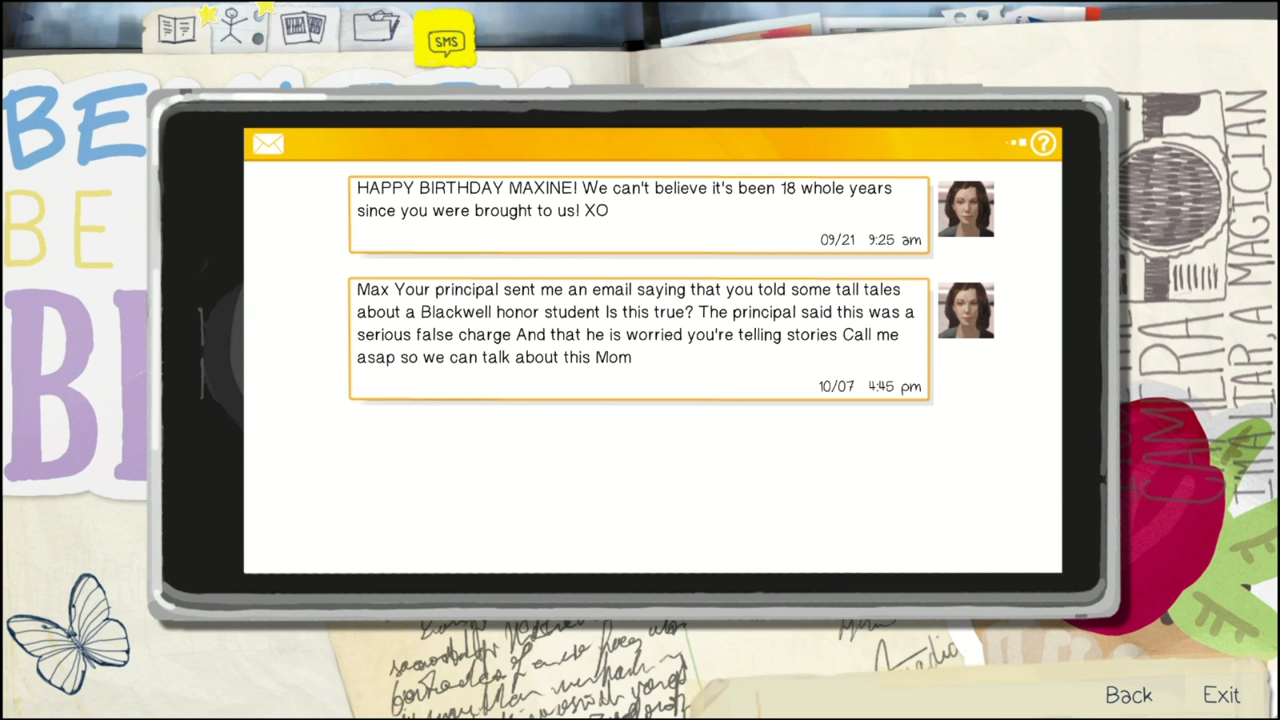 SMS
BE
BE
B
HAPPY BIRTHDAY MAXINE! We can't believe it's been 18 whole years
since you were brought to us! XO
09/21 9:25 am
Max Your principal sent me an email saying that you told some tall tales
about a Blackwell honor student Is this true? The principal said this was a
serious false charge And that he is worried you're telling stories Call me
asap so we can talk about this Mom
10/07 4:45 pm
CAMERA
IMA LIAR, A MAGICIAN
Back Exit